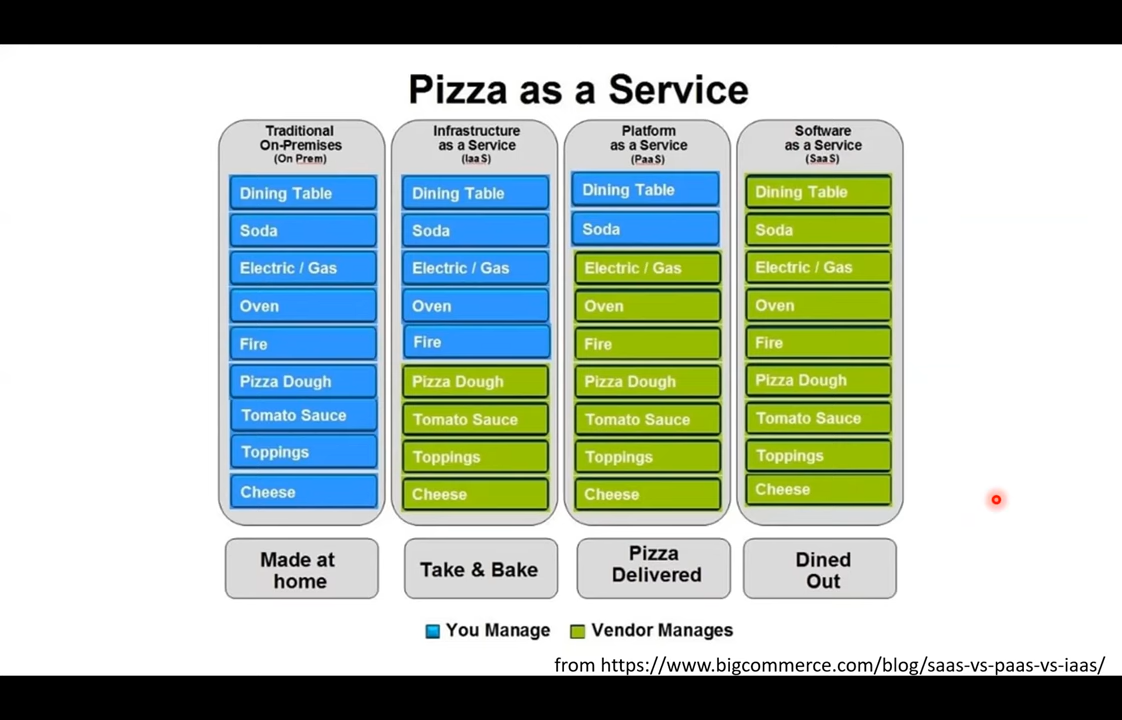 Pizza as a Service
Traditional
On-Premises
(On Prem)
Dining Table
Soda
Electric / Gas
Oven
Fire
Pizza Dough
Tomato Sauce
Toppings
Cheese
Made at
home
Infrastructure
as a Service
(IaaS)
Dining Table
Soda
Electric / Gas
Oven
Fire
Pizza Dough
Tomato Sauce
Toppings
Cheese
Take & Bake
Platform
as a Service
(PaaS)
Dining Table
Soda
Electric / Gas
Oven
Fire
Pizza Dough
Tomato Sauce
Toppings
Cheese
Pizza
Delivered
Software
as a Service
(SaaS)
Dining Table
Soda
Electric / Gas
Oven
Fire
Pizza Dough
Tomato Sauce
Toppings
Cheese
Dined
Out
You Manage
Vendor Manages
from https://www.bigcommerce.com/blog/saas-vs-paas-vs-iaas/